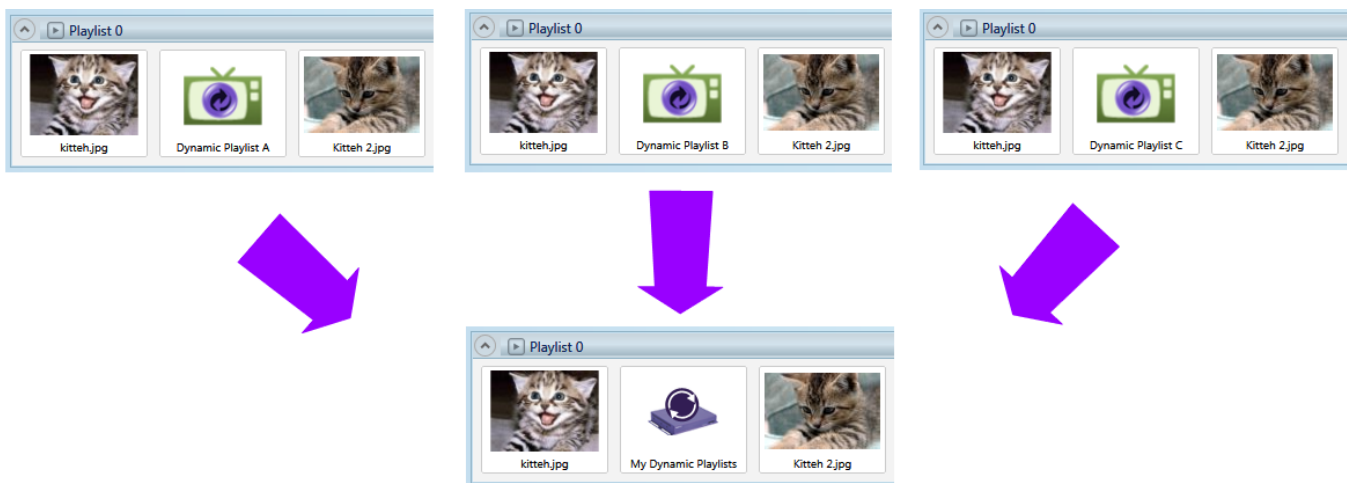 Playlist 0
kitteh.jpg
Dynamic Playlist A
Kitteh 2.jpg
Playlist 0
kitteh.jpg
Dynamic Playlist B
Kitteh 2.jpg
Playlist 0
kitteh.jpg
Dynamic Playlist C
Kitteh 2.jpg
Playlist 0
kitteh.jpg
My Dynamic Playlists
Kitteh 2.jpg